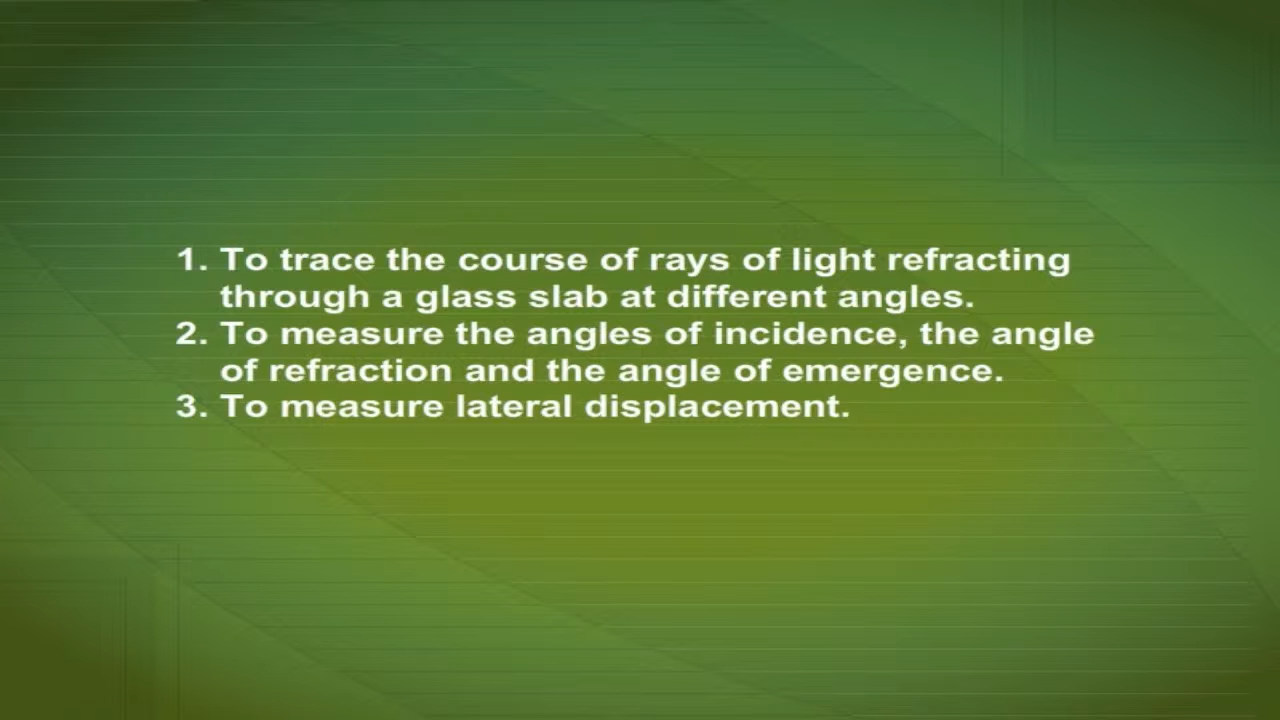 1. To trace the course of rays of light refracting
through a glass slab at different angles.
2. To measure the angles of incidence, the angle
of refraction and the angle of emergence.
3. To measure lateral displacement.